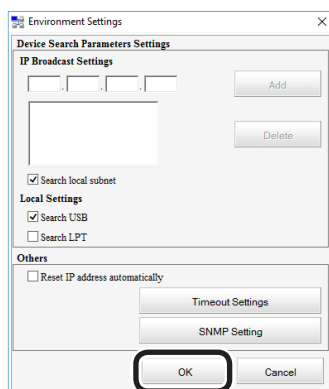 Environment Settings
Device Search Parameters Settings
IP Broadcast Settings
. . .
Add
Delete
Search local subnet
Local Settings
Search USB
Search LPT
Others
Reset IP address automatically
Timeout Settings
SNMP Setting
OK Cancel